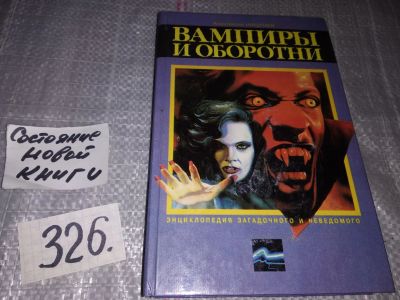 ВАМПИРЫ
И ОБОРОТНИ
ЭНЦИКЛОПЕДИЯ ЗАГАДОЧНОГО И НЕВЕДОМОГО
Состояние
новой
книги
326.